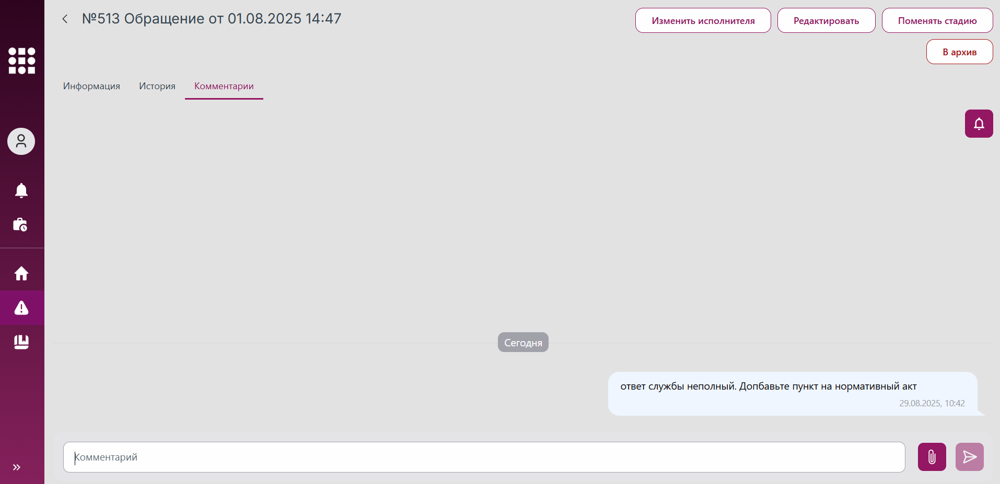 №513 Обращение от 01.08.2025 14:47
Изменить исполнителя
Редактировать
Поменять стадию
В архив
Информация
История
Комментарии
Сегодня
ответ службы неполный. Допбавьте пункт на нормативный акт
29.08.2025, 10:42
Комментарий